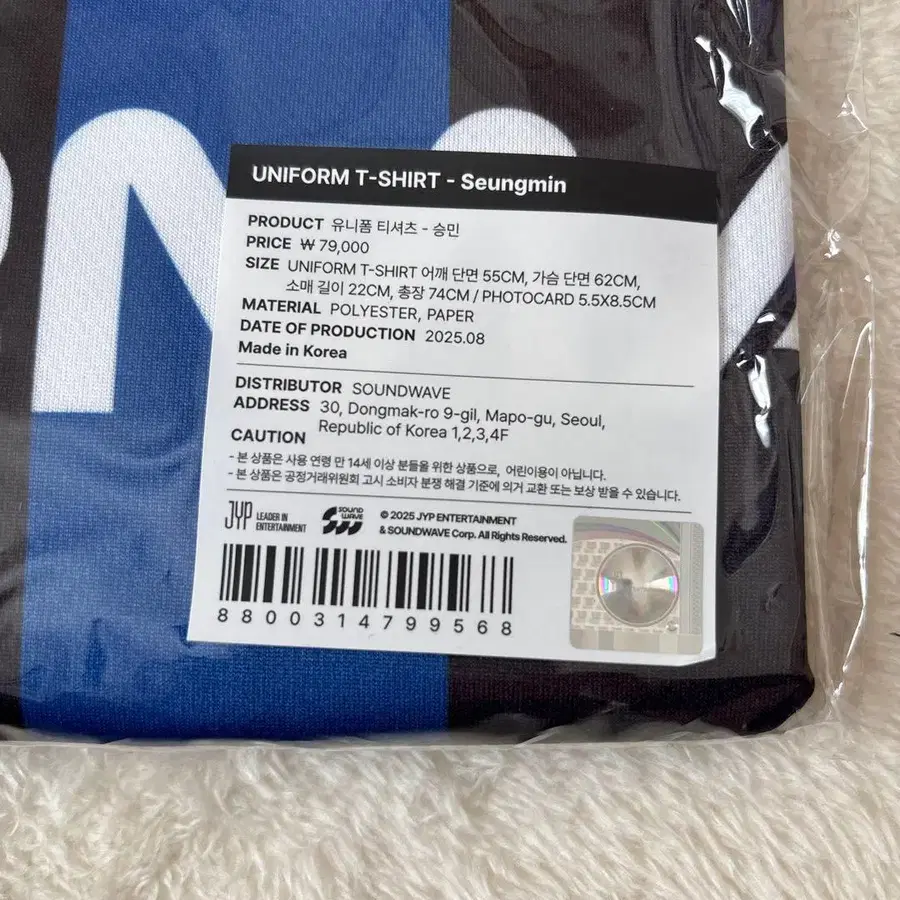 UNIFORM T-SHIRT - Seungmin
PRODUCT 유니폼 티셔츠 - 승민
PRICE ₩ 79,000
SIZE UNIFORM T-SHIRT 어깨 단면 55CM, 가슴 단면 62CM,
소매 길이 22CM, 총장 74CM / PHOTOCARD 5.5X8.5CM
MATERIAL POLYESTER, PAPER
DATE OF PRODUCTION 2025.08
Made in Korea
DISTRIBUTOR SOUNDWAVE
ADDRESS 30, Dongmak-ro 9-gil, Mapo-gu, Seoul,
Republic of Korea 1,2,3,4F
CAUTION
- 본 상품은 사용 연령 만 14세 이상 분들을 위한 상품으로, 어린이용이 아닙니다.
- 본 상품은 공정거래위원회 고시 소비자 분쟁 해결 기준에 의거 교환 또는 보상 받을 수 있습니다.
JYP LEADER IN
ENTERTAINMENT
SOUND
WAVE
© 2025 JYP ENTERTAINMENT
& SOUNDWAVE Corp. All Rights Reserved.
8800314799568